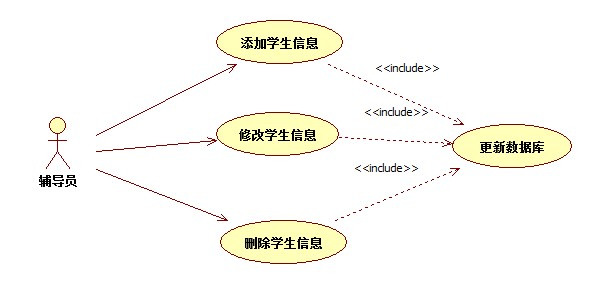 添加学生信息
<<include>>
<<include>>
修改学生信息
更新数据库
<<include>>
辅导员
删除学生信息